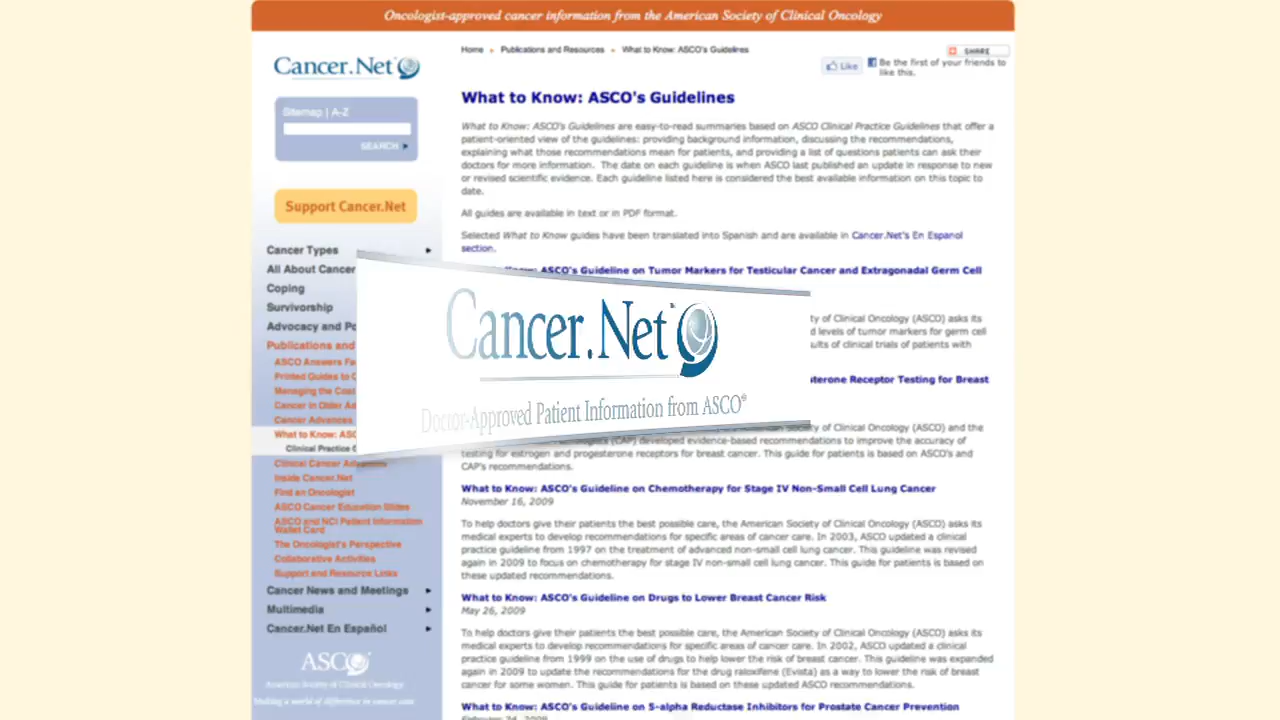 Oncologist-approved cancer information from the American Society of Clinical Oncology
Home ▸ Publications and Resources ▸ What to Know: ASCO's Guidelines
SHARE
Like
Be the first of your friends to
like this.
Cancer.Net
Sitemap | A-Z
SEARCH
Support Cancer.Net
Cancer Types
All About Cancer
Coping
Survivorship
Advocacy and Po
Publications and
ASCO Answers Fa
Printed Guides to C
Managing the Cost
Cancer in Older Ad
Cancer Advances
What to Know: ASC
Clinical Practice G
Clinical Cancer Advances
Inside Cancer.Net
Find an Oncologist
ASCO Cancer Education Slides
ASCO and NCI Patient Information
Wallet Card
The Oncologist's Perspective
Collaborative Activities
Support and Resource Links
Cancer News and Meetings
Multimedia
Cancer.Net En Español
ASCO
American Society of Clinical Oncology
Making a world of difference in cancer care
What to Know: ASCO's Guidelines
What to Know: ASCO's Guidelines are easy-to-read summaries based on ASCO Clinical Practice Guidelines that offer a
patient-oriented view of the guidelines: providing background information, discussing the recommendations,
explaining what those recommendations mean for patients, and providing a list of questions patients can ask their
doctors for more information. The date on each guideline is when ASCO last published an update in response to new
or revised scientific evidence. Each guideline listed here is considered the best available information on this topic to
date.
All guides are available in text or in PDF format.
Selected What to Know guides have been translated into Spanish and are available in Cancer.Net's En Espanol
section.
Know: ASCO's Guideline on Tumor Markers for Testicular Cancer and Extragonadal Germ Cell
ty of Clinical Oncology (ASCO) asks its
d levels of tumor markers for germ cell
ults of clinical trials of patients with
Cancer.Net
Doctor-Approved Patient Information from ASCO®
sterone Receptor Testing for Breast
Society of Clinical Oncology (ASCO) and the
(CAP) developed evidence-based recommendations to improve the accuracy of
testing for estrogen and progesterone receptors for breast cancer. This guide for patients is based on ASCO's and
CAP's recommendations.
What to Know: ASCO's Guideline on Chemotherapy for Stage IV Non-Small Cell Lung Cancer
November 16, 2009
To help doctors give their patients the best possible care, the American Society of Clinical Oncology (ASCO) asks its
medical experts to develop recommendations for specific areas of cancer care. In 2003, ASCO updated a clinical
practice guideline from 1997 on the treatment of advanced non-small cell lung cancer. This guideline was revised
again in 2009 to focus on chemotherapy for stage IV non-small cell lung cancer. This guide for patients is based on
these updated recommendations.
What to Know: ASCO's Guideline on Drugs to Lower Breast Cancer Risk
May 26, 2009
To help doctors give their patients the best possible care, the American Society of Clinical Oncology (ASCO) asks its
medical experts to develop recommendations for specific areas of cancer care. In 2002, ASCO updated a clinical
practice guideline from 1999 on the use of drugs to help lower the risk of breast cancer. This guideline was expanded
again in 2009 to update the recommendations for the drug raloxifene (Evista) as a way to lower the risk of breast
cancer for some women. This guide for patients is based on these updated ASCO recommendations.
What to Know: ASCO's Guideline on 5-alpha Reductase Inhibitors for Prostate Cancer Prevention
February 24, 2009